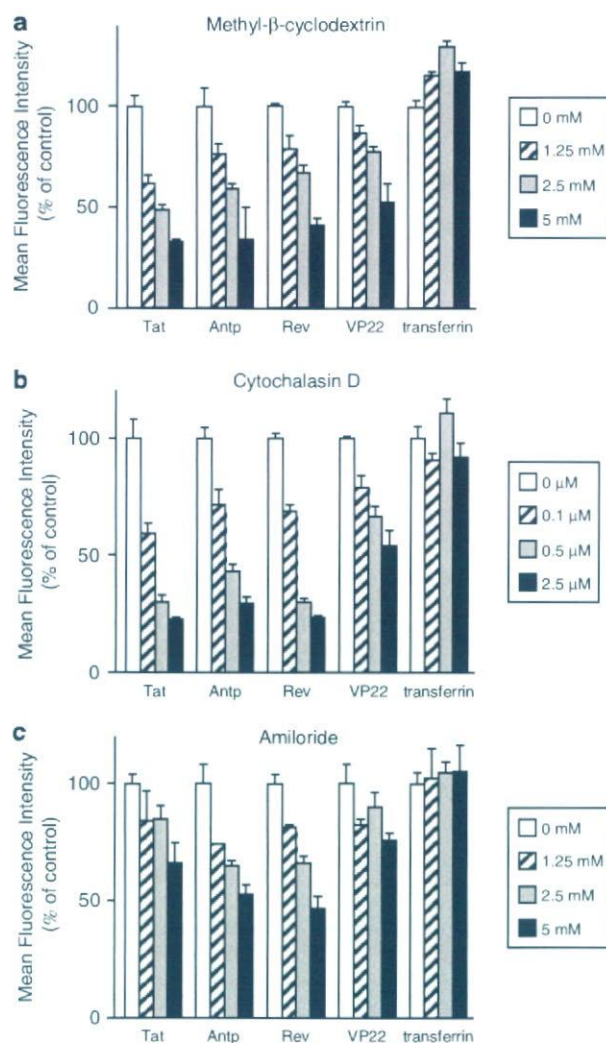 a
Methyl-β-cyclodextrin
Mean Fluorescence Intensity
(% of control)
100
50
0
Tat Antp Rev VP22 transferrin
0 mM
1.25 mM
2.5 mM
5 mM
b
Cytochalasin D
Mean Fluorescence Intensity
(% of control)
100
50
0
Tat Antp Rev VP22 transferrin
0 μM
0.1 μM
0.5 μM
2.5 μM
c
Amiloride
Mean Fluorescence Intensity
(% of control)
100
50
0
Tat Antp Rev VP22 transferrin
0 mM
1.25 mM
2.5 mM
5 mM